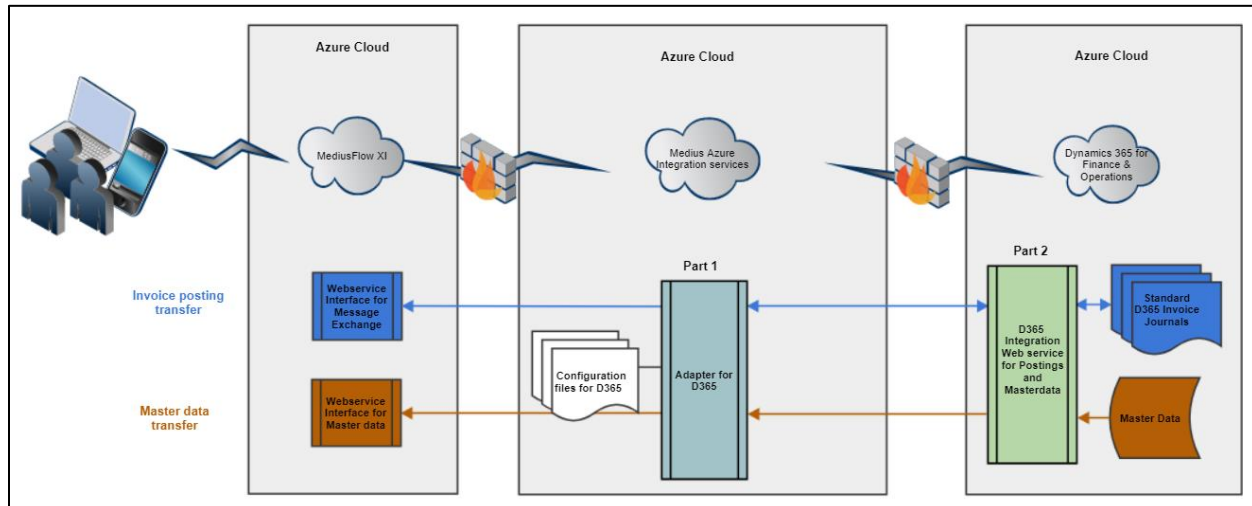 Azure Cloud
Azure Cloud
Azure Cloud
MediusFlow XI
Medius Azure
Integration services
Dynamics 365 for
Finance &
Operations
Part 1
Part 2
Invoice posting
transfer
Webservice
Interface for
Message
Exchange
Standard
D365 Invoice
Journals
Configuration
files for D365
Adapter for
D365
D365
Integration
Web service
for Postings
and
Masterdata
Master data
transfer
Webservice
Interface for
Master data
Master Data